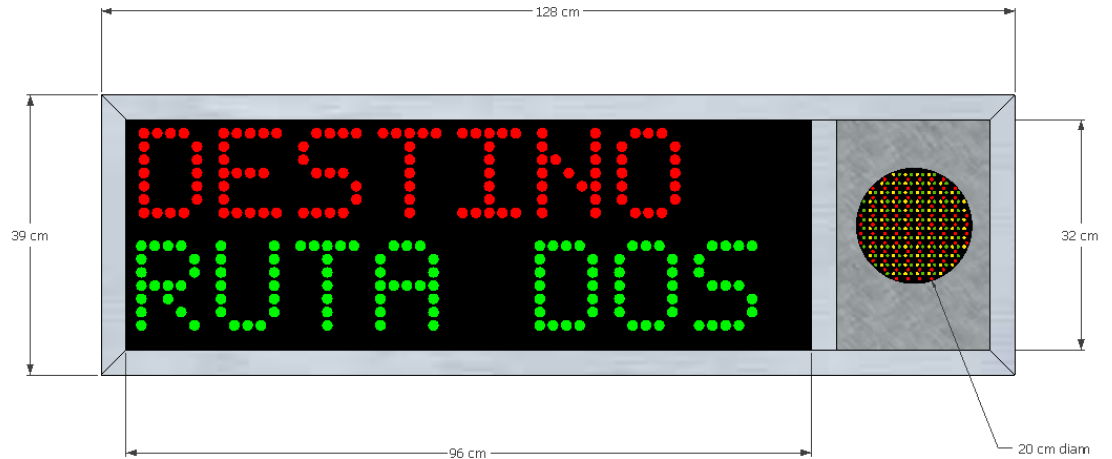 128 cm
DESTINO
39 cm
32 cm
RUTA DOS
96 cm
20 cm diam